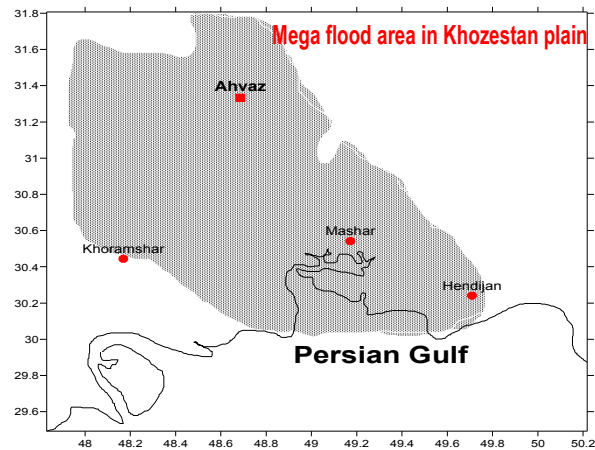 Mega flood area in Khozestan plain
31.8
31.6
31.4
31.2
31
30.8
30.6
30.4
30.2
30
29.8
29.6
Ahvaz
Mashar
Khoramshar
Hendijan
Persian Gulf
48 48.2 48.4 48.6 48.8 49 49.2 49.4 49.6 49.8 50 50.2